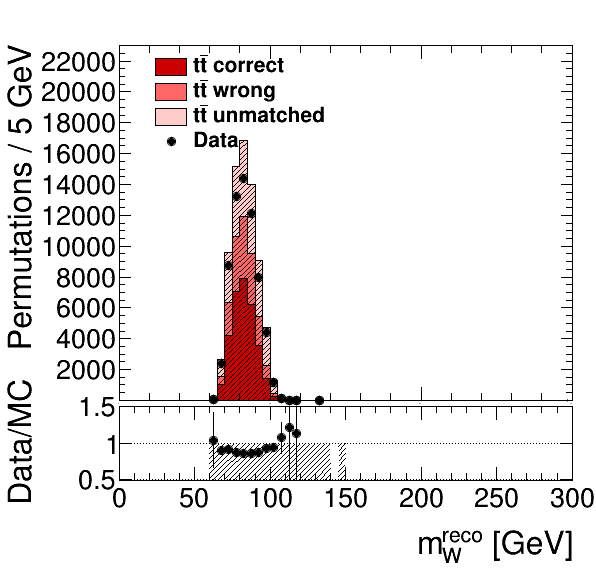 Permutations / 5 GeV
22000
20000
18000
16000
14000
12000
10000
8000
6000
4000
2000
tt̄ correct
tt̄ wrong
tt̄ unmatched
Data
Data/MC
1.5
1
0.5
0 50 100 150 200 250 300
m_W^reco [GeV]